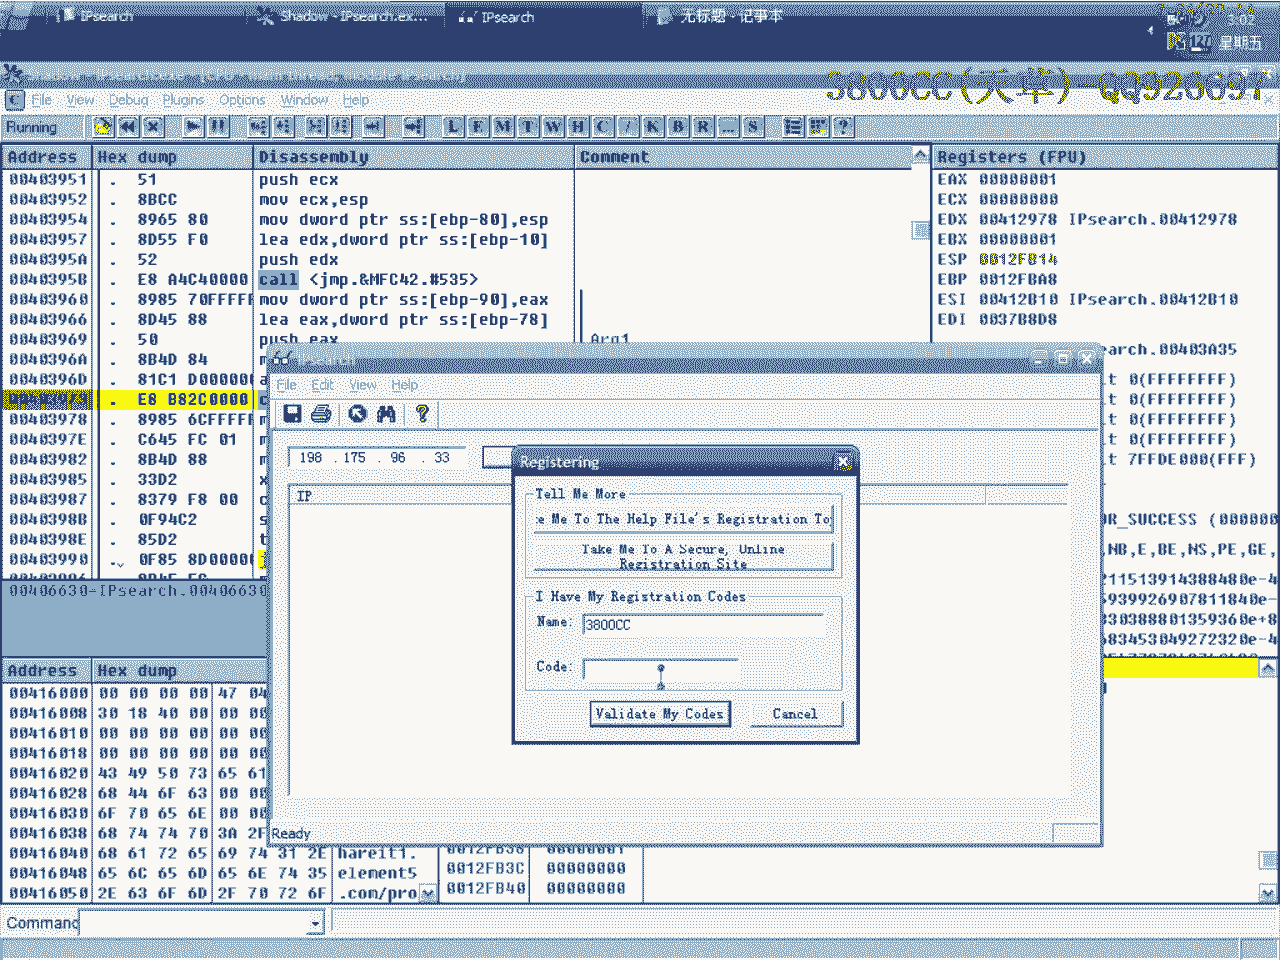 IPsearch
Shadow - IPsearch.ex...
IPsearch
无标题 - 记事本
3:02
星期五
3800CC(天草)-QQ926697
File View Debug Plugins Options Window Help
Running
L E M T W H C / K B R ... S
Address Hex dump Disassembly Comment
Registers (FPU)
00403951 . 51 push ecx
00403952 . 8BCC mov ecx,esp
00403954 . 8965 80 mov dword ptr ss:[ebp-80],esp
00403957 . 8D55 F0 lea edx,dword ptr ss:[ebp-10]
0040395A . 52 push edx
0040395B . E8 A4C40000 call <jmp.&MFC42.#535>
00403960 . 8985 70FFFFF mov dword ptr ss:[ebp-90],eax
00403966 . 8D45 88 lea eax,dword ptr ss:[ebp-78]
00403969 . 50 push eax
Arg1
0040396A . 8B4D 84
0040396D . 81C1 D000000
00403973 . E8 B82C0000
00403978 . 8985 6CFFFFF
0040397E . C645 FC 01
00403982 . 8B4D 88
00403985 . 33D2
00403987 . 8379 F8 00
0040398B . 0F94C2
0040398E . 85D2
00403990 . 0F85 8D00000
EAX 00000001
ECX 00000000
EDX 00412978 IPsearch.00412978
EBX 00000001
ESP 0012FB14
EBP 0012FBA8
ESI 00412B10 IPsearch.00412B10
EDI 0037B8D8
arch.00403A35
t 0(FFFFFFFF)
t 0(FFFFFFFF)
t 0(FFFFFFFF)
t 0(FFFFFFFF)
t 7FFDE000(FFF)
OR_SUCCESS (000000
,NB,E,BE,NS,PE,GE,
211513914388480e-4
5939926907811840e-
3303888013593​60e+8
6834530492723​20e-4
00406630=IPsearch.00406630
IPsearch
File Edit View Help
198 . 175 . 96 . 33
IP
Ready
Registering
Tell Me More
e Me To The Help File's Registration To
Take Me To A Secure, Online
Registration Site
I Have My Registration Codes
Name: 3800CC
Code:
Validate My Codes Cancel
Address Hex dump
00416000 00 00 00 00 47 04
00416008 30 18 40 00 00 00
00416010 00 00 00 00 00 00
00416018 00 00 00 00 00 00
00416020 43 49 50 73 65 61
00416028 68 44 6F 63 00 00
00416030 6F 70 65 6E 00 00
00416038 68 74 74 70 3A 2F
00416040 68 61 72 65 69 74 31 2E hareit1.
00416048 65 6C 65 6D 65 6E 74 35 element5
00416050 2E 63 6F 6D 2F 70 72 6F .com/pro
0012FB38 00000001
0012FB3C 00000000
0012FB40 00000000
Command